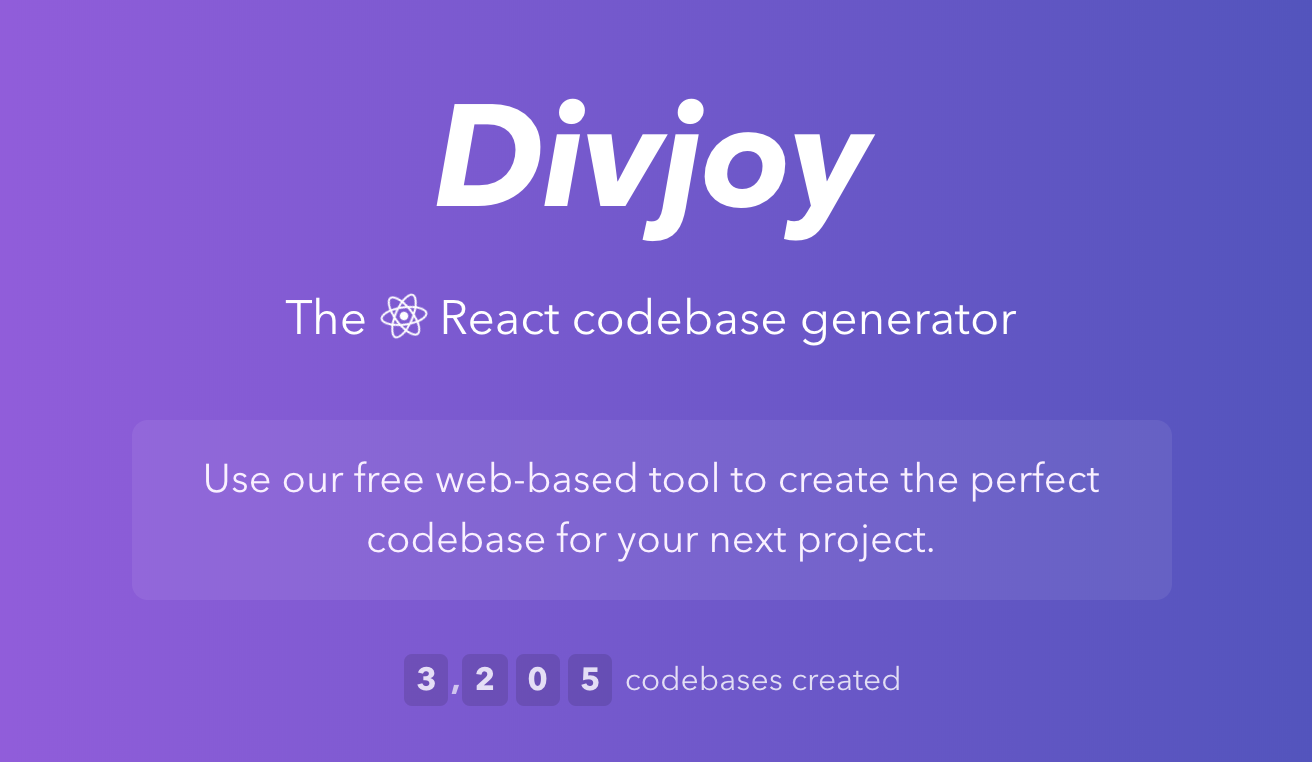 Divjoy
The React codebase generator
Use our free web-based tool to create the perfect
codebase for your next project.
3,205 codebases created